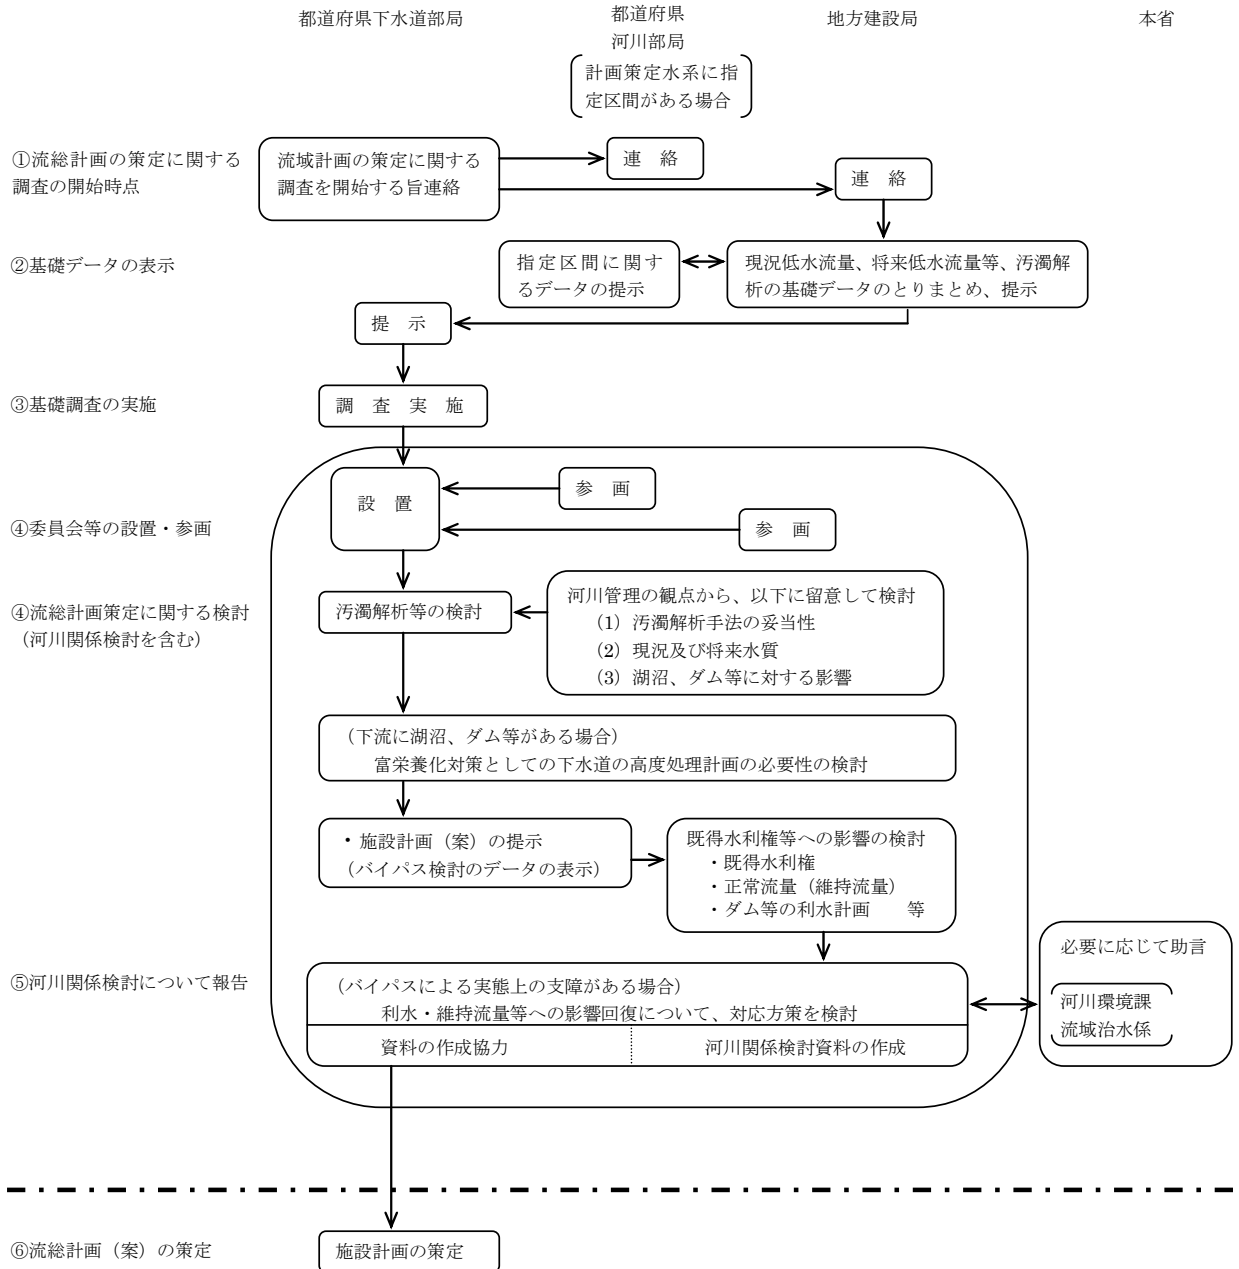 都道府県下水道部局
都道府県
河川部局
地方建設局
本省
計画策定水系に指
定区間がある場合
①流総計画の策定に関する
調査の開始時点
流域計画の策定に関する
調査を開始する旨連絡
連　絡
連　絡
②基礎データの表示
指定区間に関す
るデータの提示
現況低水流量、将来低水流量等、汚濁解
析の基礎データのとりまとめ、提示
提　示
③基礎調査の実施
調　査　実　施
設　置
参　画
④委員会等の設置・参画
参　画
④流総計画策定に関する検討
（河川関係検討を含む）
汚濁解析等の検討
河川管理の観点から、以下に留意して検討
（1）汚濁解析手法の妥当性
（2）現況及び将来水質
（3）湖沼、ダム等に対する影響
（下流に湖沼、ダム等がある場合）
富栄養化対策としての下水道の高度処理計画の必要性の検討
・施設計画（案）の提示
（バイパス検討のデータの表示）
既得水利権等への影響の検討
・既得水利権
・正常流量（維持流量）
・ダム等の利水計画　　等
⑤河川関係検討について報告
（バイパスによる実態上の支障がある場合）
利水・維持流量等への影響回復について、対応方策を検討
資料の作成協力
河川関係検討資料の作成
必要に応じて助言
河川環境課
流域治水係
⑥流総計画（案）の策定
施設計画の策定